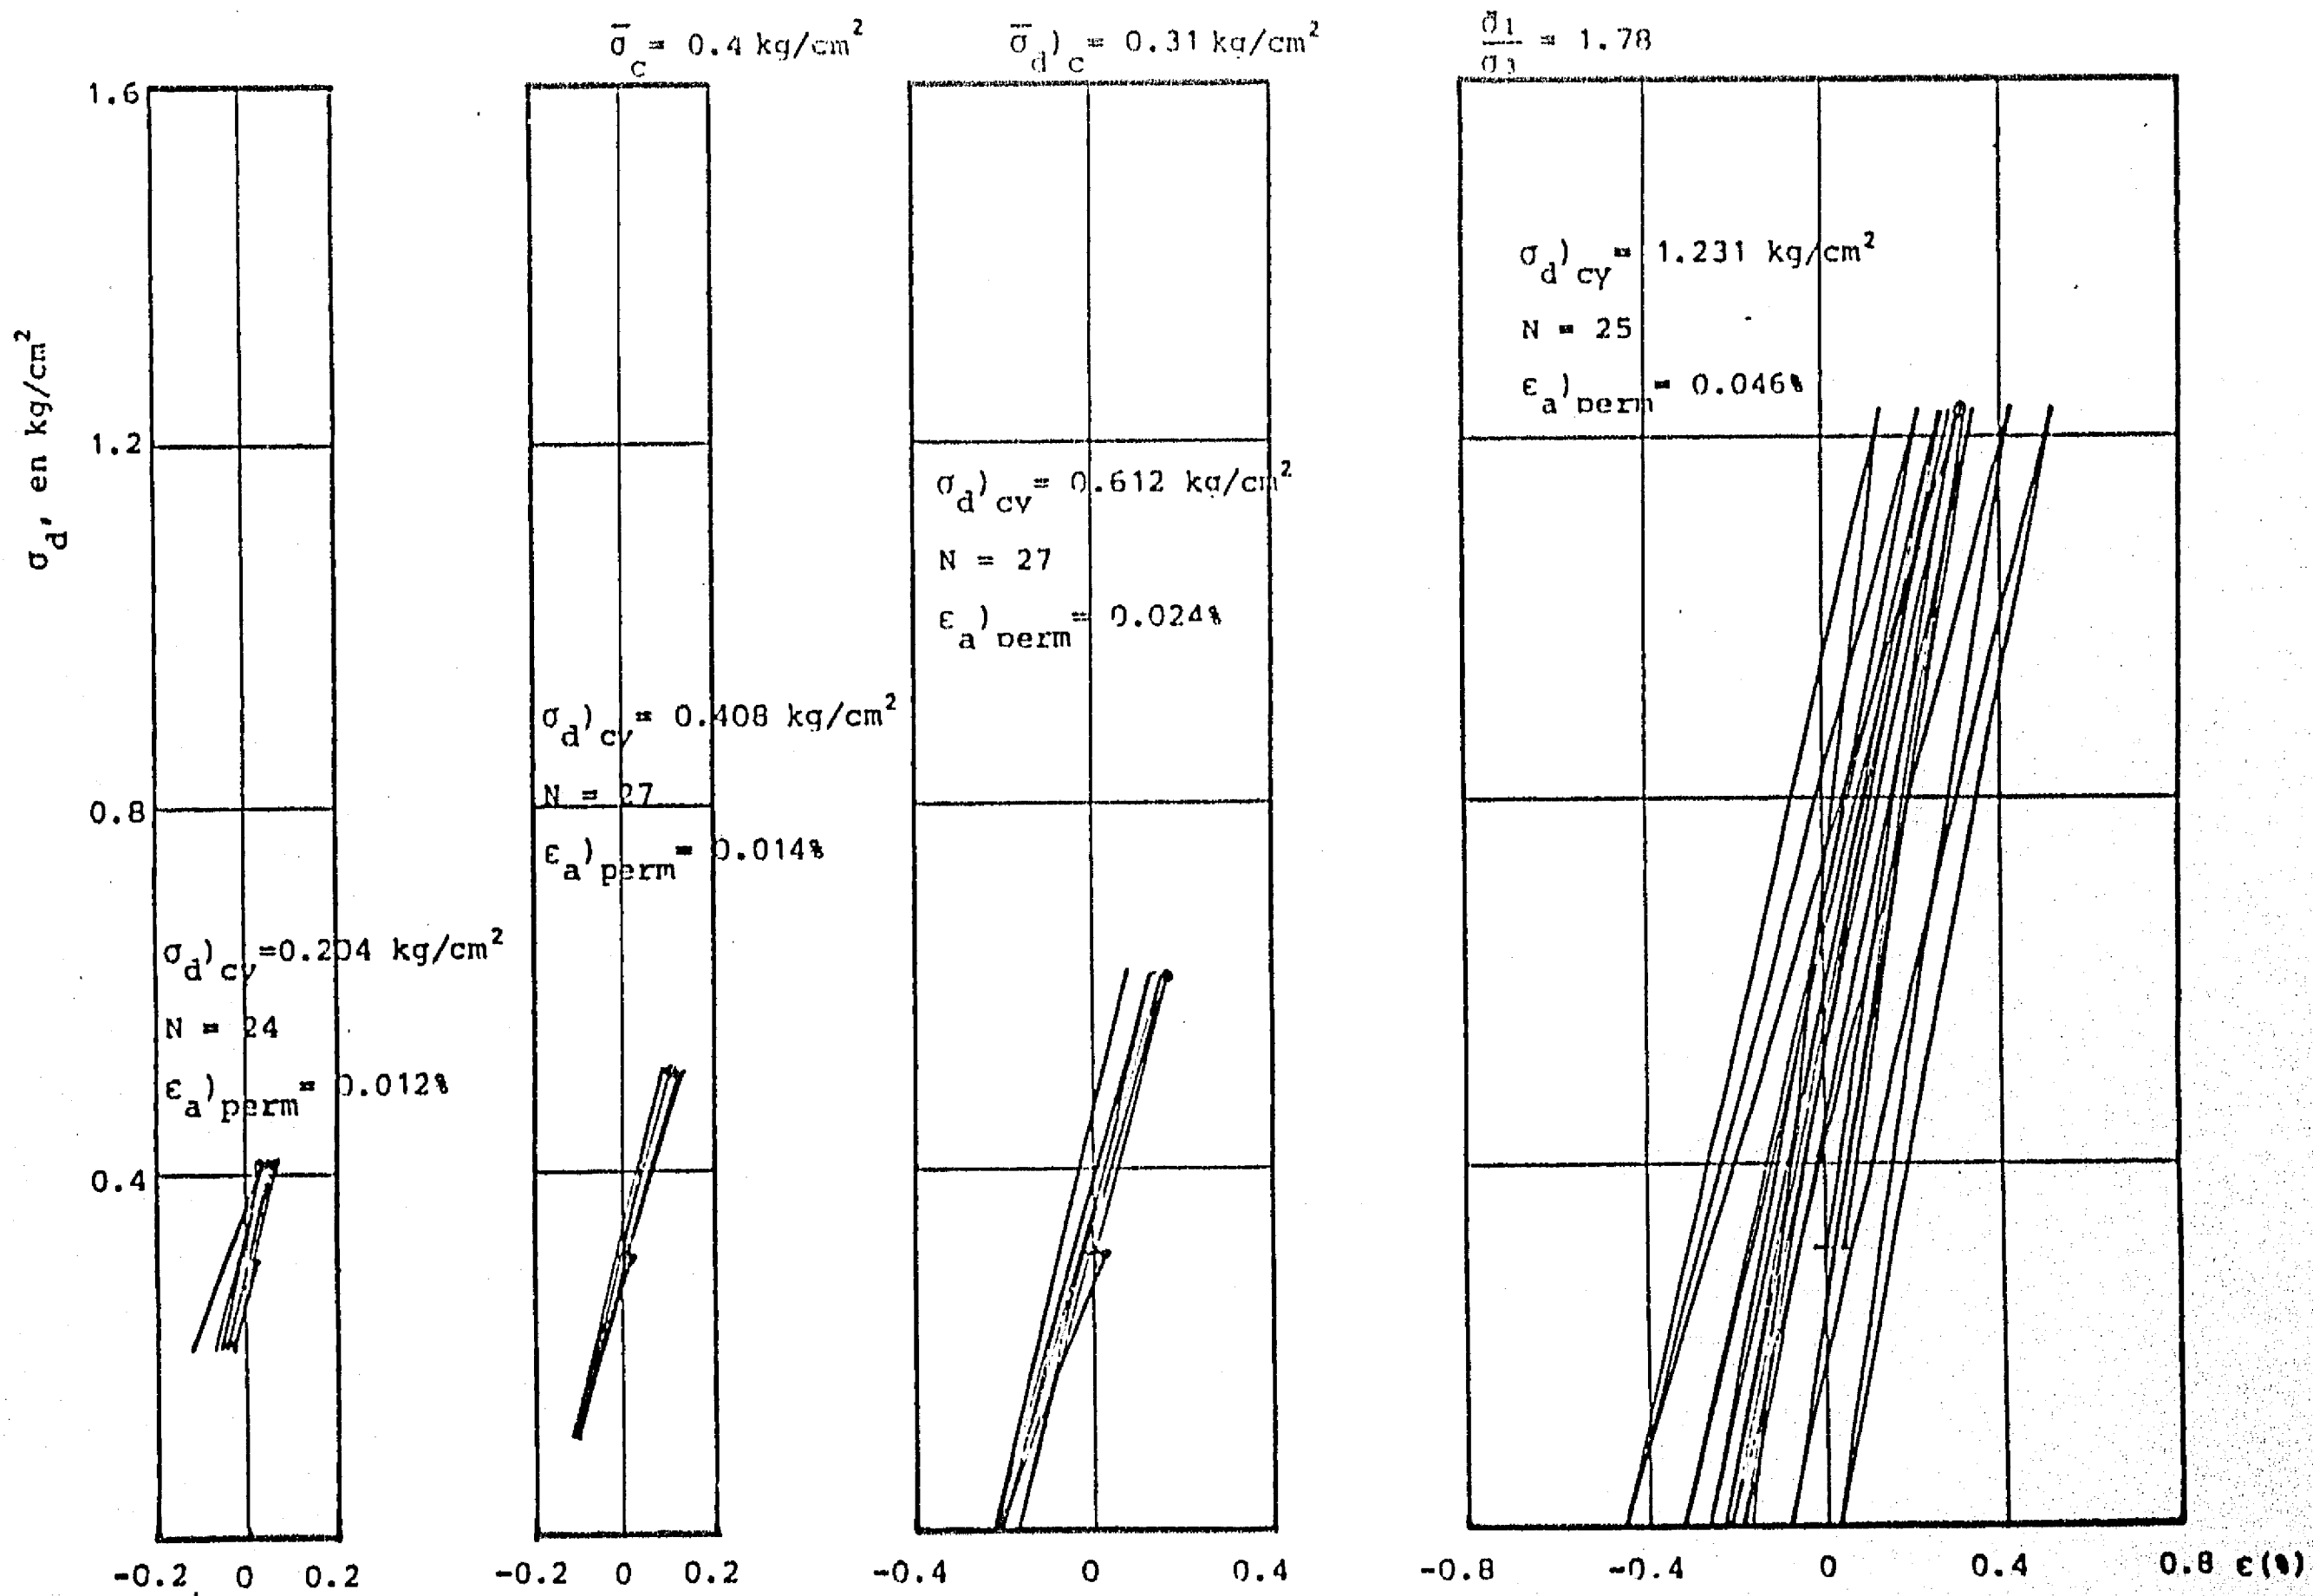 σ̄c = 0.4 kg/cm²
σ̄d)c = 0.31 kg/cm²
σ̄1/σ̄3 = 1.78
σd, en kg/cm²
1.6
1.2
0.8
0.4
σd)cy =0.204 kg/cm²
N = 24
εa)perm = 0.012%
-0.2 0 0.2
σd)cy = 0.408 kg/cm²
N = 27
εa)perm = 0.014%
-0.2 0 0.2
σd)cy = 0.612 kg/cm²
N = 27
εa)perm = 0.024%
-0.4 0 0.4
σd)cy = 1.231 kg/cm²
N = 25
εa)perm = 0.046%
-0.8 -0.4 0 0.4 0.8 ε(%)